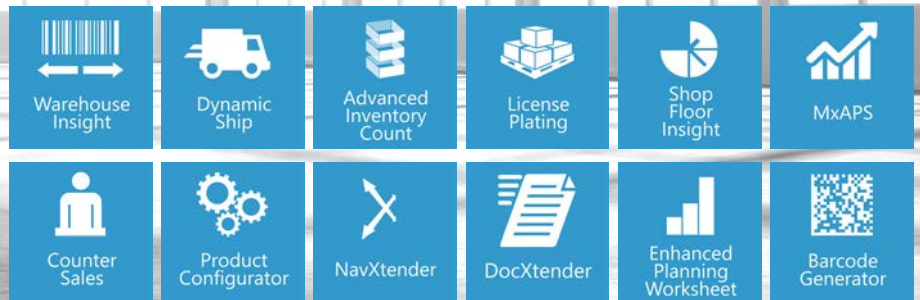 Warehouse
Insight
Dynamic
Ship
Advanced
Inventory
Count
License
Plating
Shop
Floor
Insight
MxAPS
Counter
Sales
Product
Configurator
NavXtender
DocXtender
Enhanced
Planning
Worksheet
Barcode
Generator